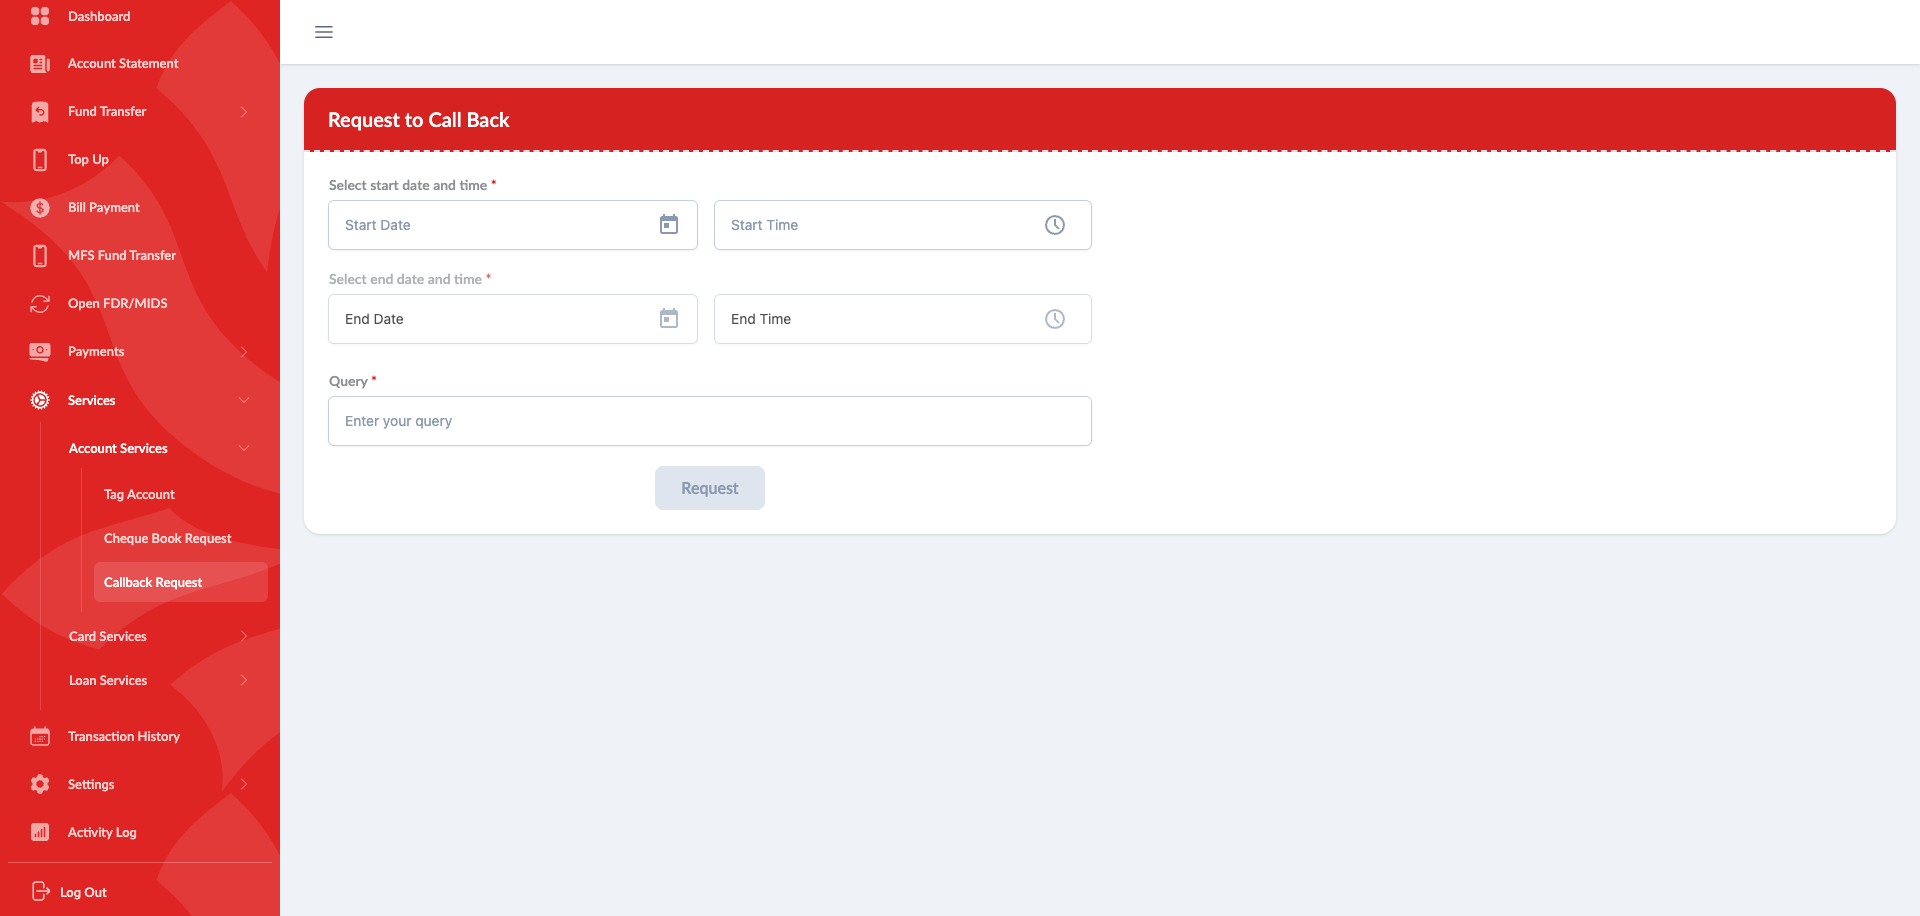 Dashboard
Account Statement
Fund Transfer
Top Up
Bill Payment
MFS Fund Transfer
Open FDR/MIDS
Payments
Services
Account Services
Tag Account
Cheque Book Request
Callback Request
Card Services
Loan Services
Transaction History
Settings
Activity Log
Log Out
Request to Call Back
Select start date and time *
Start Date
Start Time
Select end date and time *
End Date
End Time
Query *
Enter your query
Request